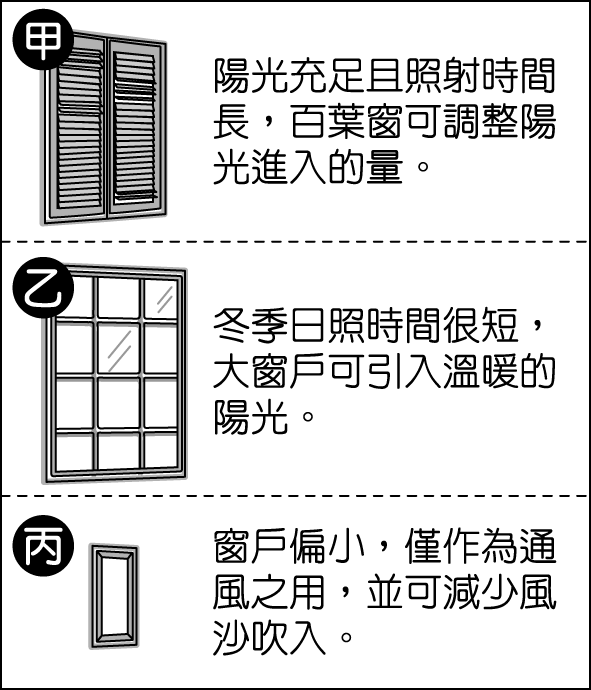 甲
陽光充足且照射時間
長，百葉窗可調整陽
光進入的量。
乙
冬季日照時間很短，
大窗戶可引入溫暖的
陽光。
丙
窗戶偏小，僅作為通
風之用，並可減少風
沙吹入。